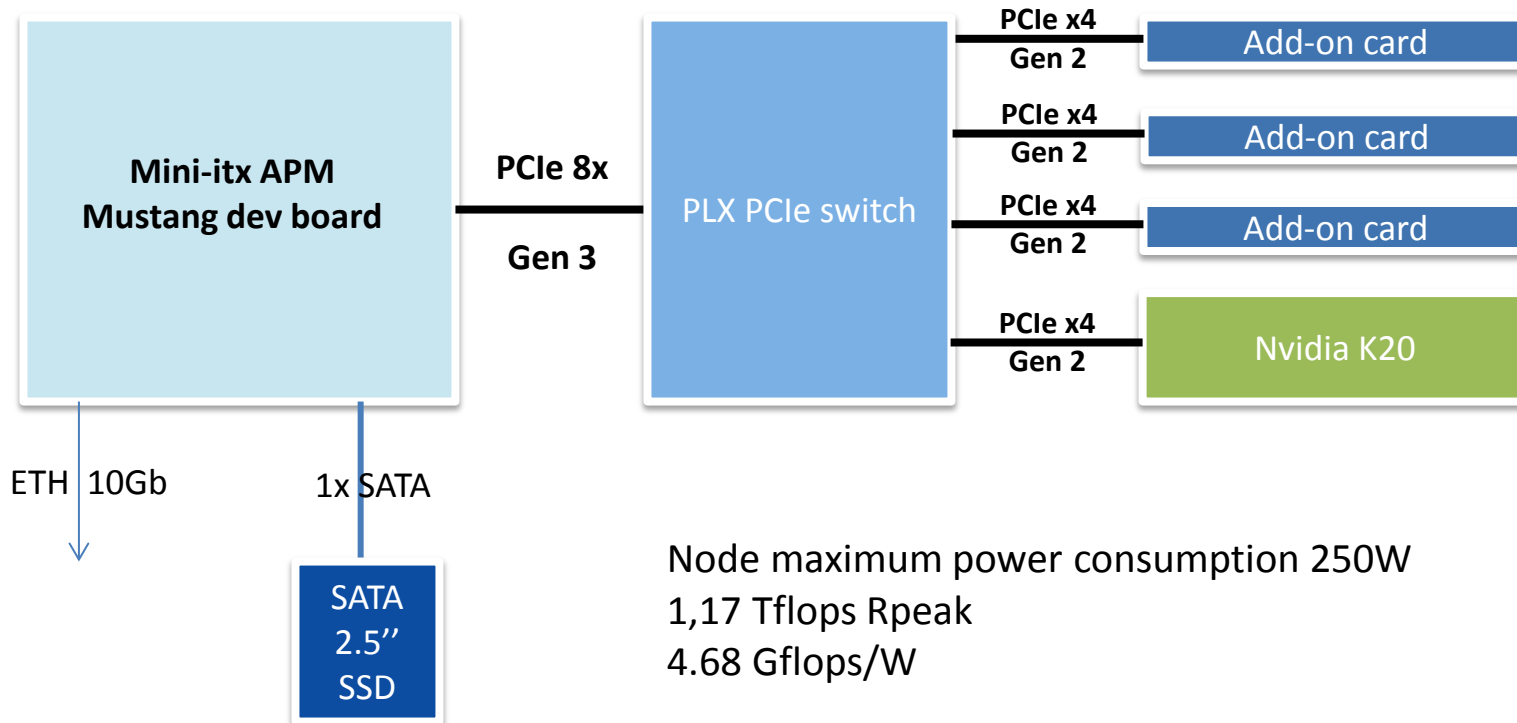 Mini-itx APM
Mustang dev board
PCIe 8x
Gen 3
PLX PCIe switch
PCIe x4
Gen 2
Add-on card
PCIe x4
Gen 2
Add-on card
PCIe x4
Gen 2
Add-on card
PCIe x4
Gen 2
Nvidia K20
ETH 10Gb
1x SATA
SATA
2.5’’
SSD
Node maximum power consumption 250W
1,17 Tflops Rpeak
4.68 Gflops/W